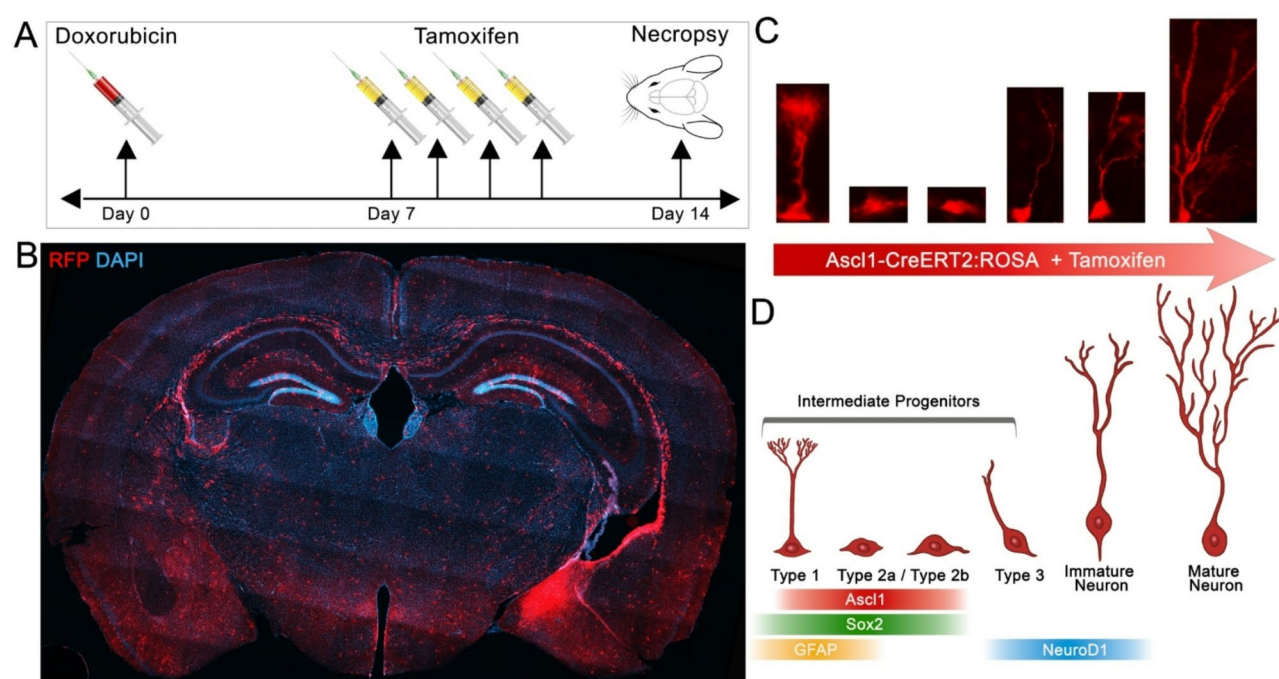 A
Doxorubicin
Tamoxifen
Necropsy
Day 0
Day 7
Day 14
B
RFP DAPI
C
Ascl1-CreERT2:ROSA + Tamoxifen
D
Intermediate Progenitors
Type 1
Type 2a / Type 2b
Type 3
Immature
Neuron
Mature
Neuron
Ascl1
Sox2
GFAP
NeuroD1